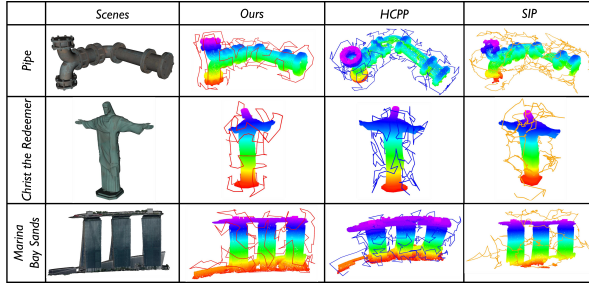 Scenes Ours HCPP SIP
Pipe
Christ the Redeemer
Marina
Bay Sands